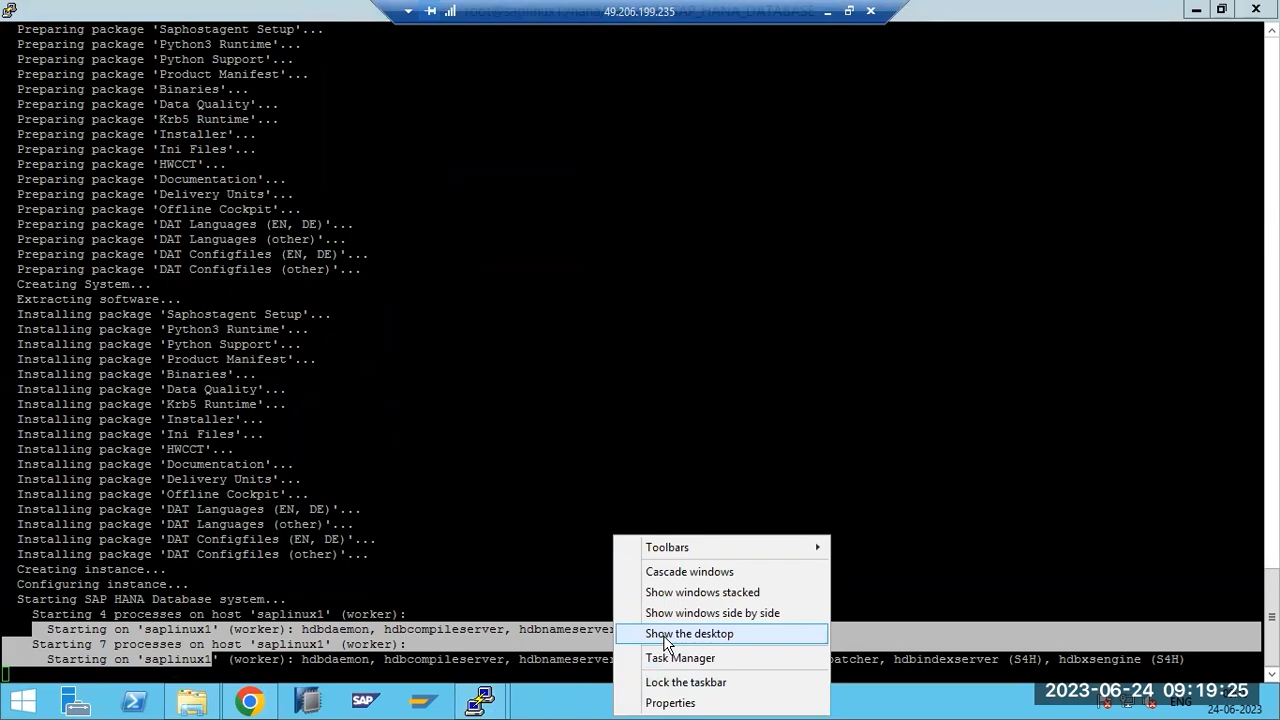 49.206.199.235
Preparing package 'Saphostagent Setup'...
Preparing package 'Python3 Runtime'...
Preparing package 'Python Support'...
Preparing package 'Product Manifest'...
Preparing package 'Binaries'...
Preparing package 'Data Quality'...
Preparing package 'Krb5 Runtime'...
Preparing package 'Installer'...
Preparing package 'Ini Files'...
Preparing package 'HWCCT'...
Preparing package 'Documentation'...
Preparing package 'Delivery Units'...
Preparing package 'Offline Cockpit'...
Preparing package 'DAT Languages (EN, DE)'...
Preparing package 'DAT Languages (other)'...
Preparing package 'DAT Configfiles (EN, DE)'...
Preparing package 'DAT Configfiles (other)'...
Creating System...
Extracting software...
Installing package 'Saphostagent Setup'...
Installing package 'Python3 Runtime'...
Installing package 'Python Support'...
Installing package 'Product Manifest'...
Installing package 'Binaries'...
Installing package 'Data Quality'...
Installing package 'Krb5 Runtime'...
Installing package 'Installer'...
Installing package 'Ini Files'...
Installing package 'HWCCT'...
Installing package 'Documentation'...
Installing package 'Delivery Units'...
Installing package 'Offline Cockpit'...
Installing package 'DAT Languages (EN, DE)'...
Installing package 'DAT Languages (other)'...
Installing package 'DAT Configfiles (EN, DE)'...
Installing package 'DAT Configfiles (other)'...
Creating instance...
Configuring instance...
Starting SAP HANA Database system...
Starting 4 processes on host 'saplinux1' (worker):
Starting on 'saplinux1' (worker): hdbdaemon, hdbcompileserver, hdbnameserver
Starting 7 processes on host 'saplinux1' (worker):
Starting on 'saplinux1' (worker): hdbdaemon, hdbcompileserver, hdbnameserver patcher, hdbindexserver (S4H), hdbxsengine (S4H)
Toolbars
Cascade windows
Show windows stacked
Show windows side by side
Show the desktop
Task Manager
Lock the taskbar
Properties
SAP
2023-06-24 09:19:25
ENG
24-06-2023